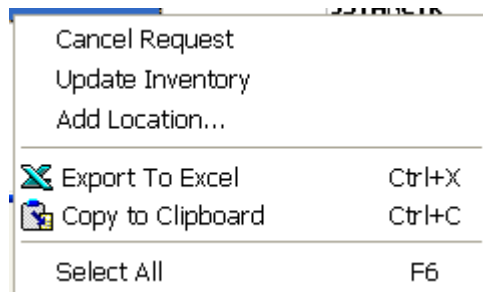 Cancel Request
Update Inventory
Add Location...
Export To Excel Ctrl+X
Copy to Clipboard Ctrl+C
Select All F6